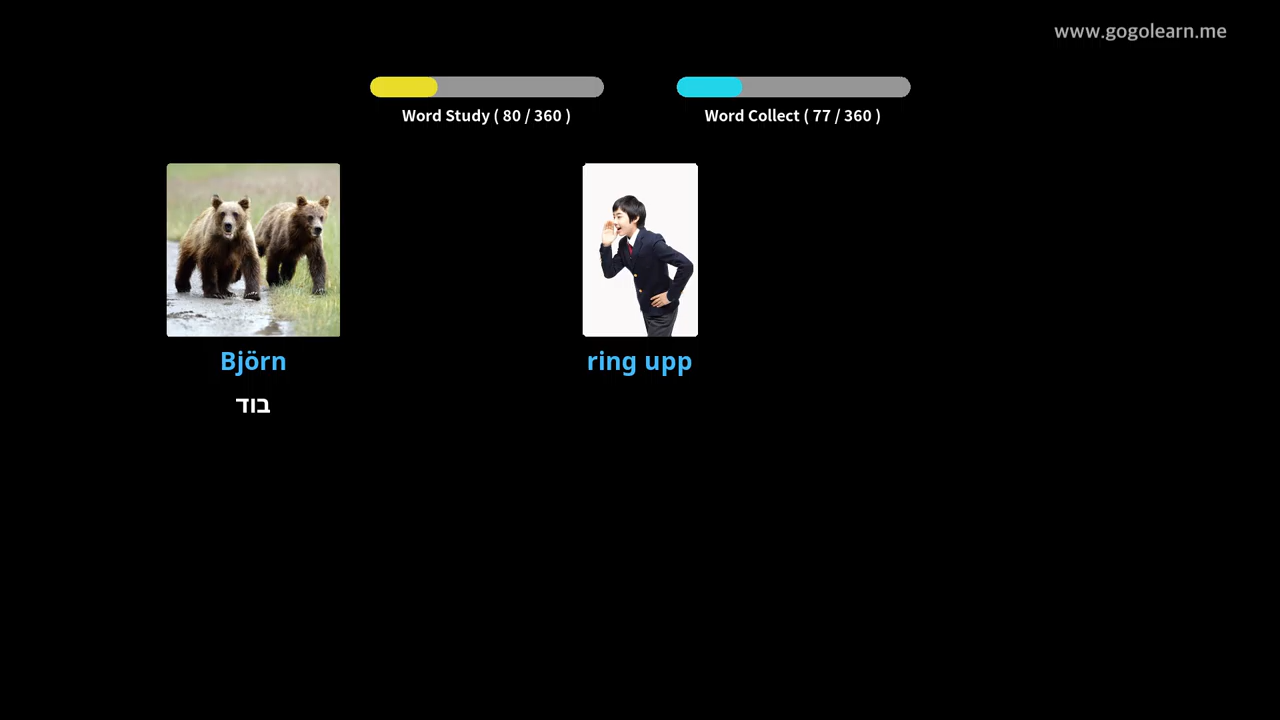 www.gogolearn.me
Word Study ( 80 / 360 )
Word Collect ( 77 / 360 )
Björn
ring upp
בוד